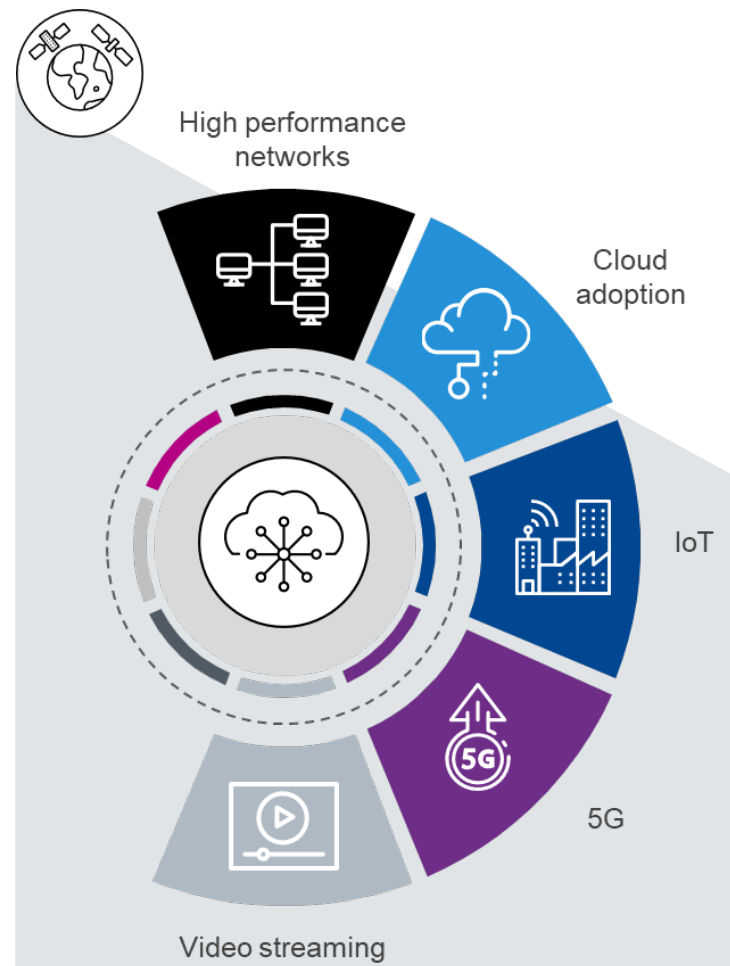 High performance
networks
Cloud
adoption
IoT
5G
5G
Video streaming